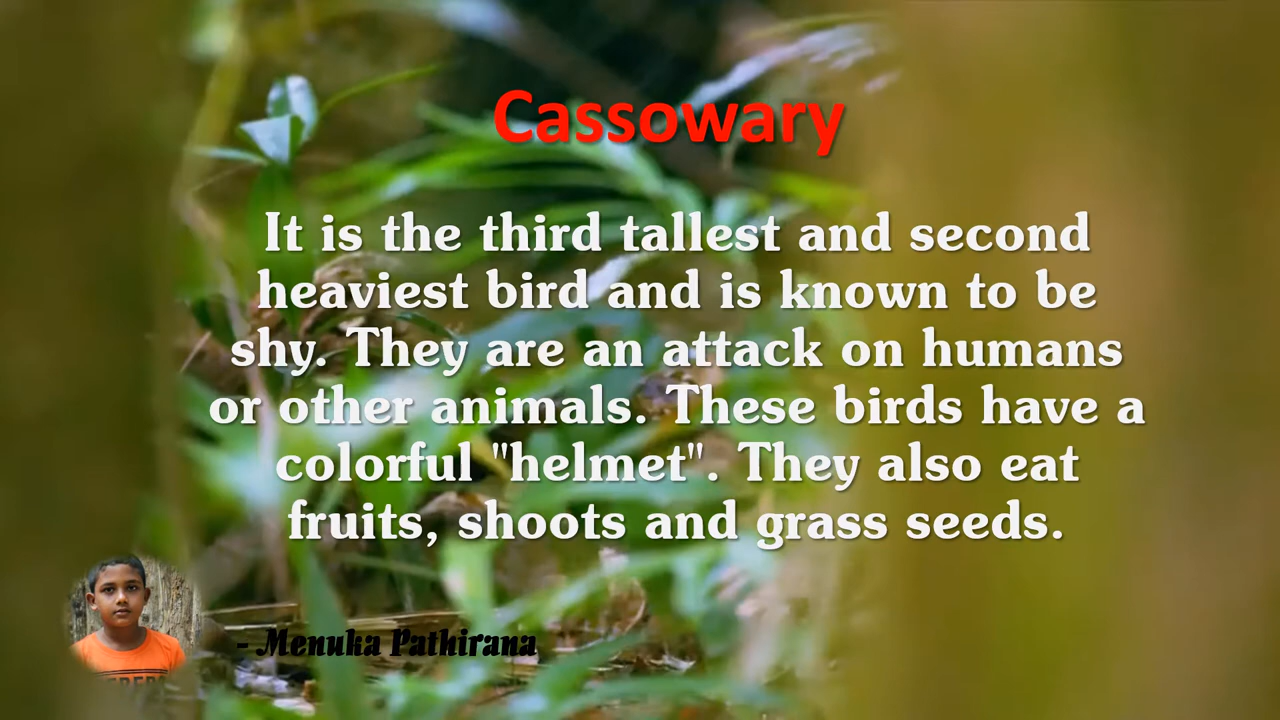 Cassowary
It is the third tallest and second
heaviest bird and is known to be
shy. They are an attack on humans
or other animals. These birds have a
colorful "helmet". They also eat
fruits, shoots and grass seeds.
- Menuka Pathirana